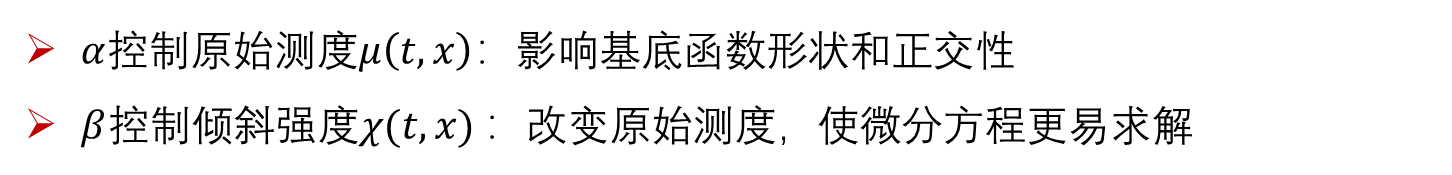 ➢ 𝛼控制原始测度𝜇(𝑡, 𝑥)：影响基底函数形状和正交性
➢ 𝛽控制倾斜强度𝜒(𝑡, 𝑥)：改变原始测度，使微分方程更易求解